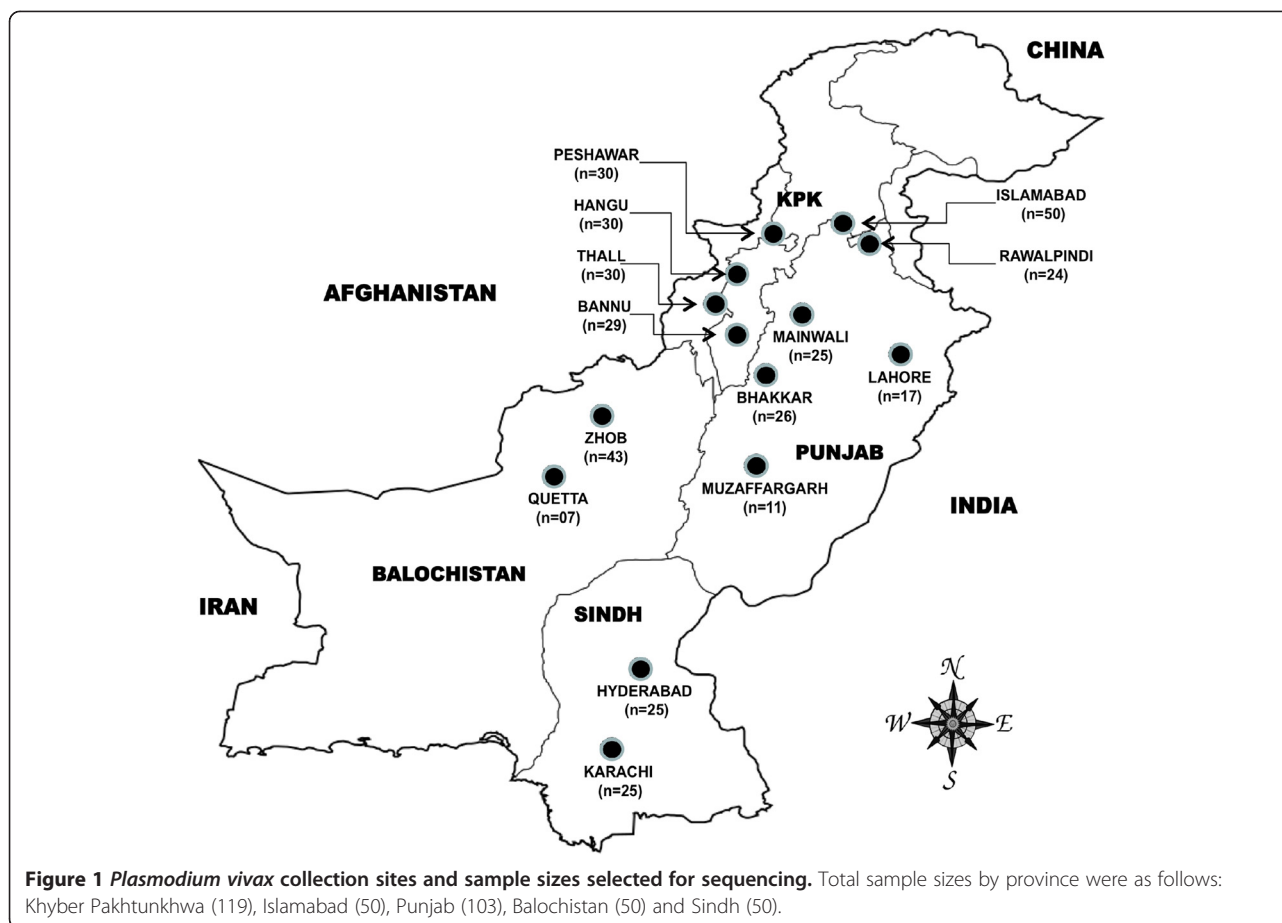 CHINA
PESHAWAR
(n=30)
KPK
ISLAMABAD
(n=50)
HANGU
(n=30)
RAWALPINDI
(n=24)
THALL
(n=30)
AFGHANISTAN
BANNU
(n=29)
MAINWALI
(n=25)
LAHORE
(n=17)
BHAKKAR
(n=26)
ZHOB
(n=43)
PUNJAB
QUETTA
(n=07)
MUZAFFARGARH
(n=11)
INDIA
BALOCHISTAN
IRAN
SINDH
HYDERABAD
(n=25)
KARACHI
(n=25)
N
W
E
S
Figure 1 Plasmodium vivax collection sites and sample sizes selected for sequencing. Total sample sizes by province were as follows:
Khyber Pakhtunkhwa (119), Islamabad (50), Punjab (103), Balochistan (50) and Sindh (50).